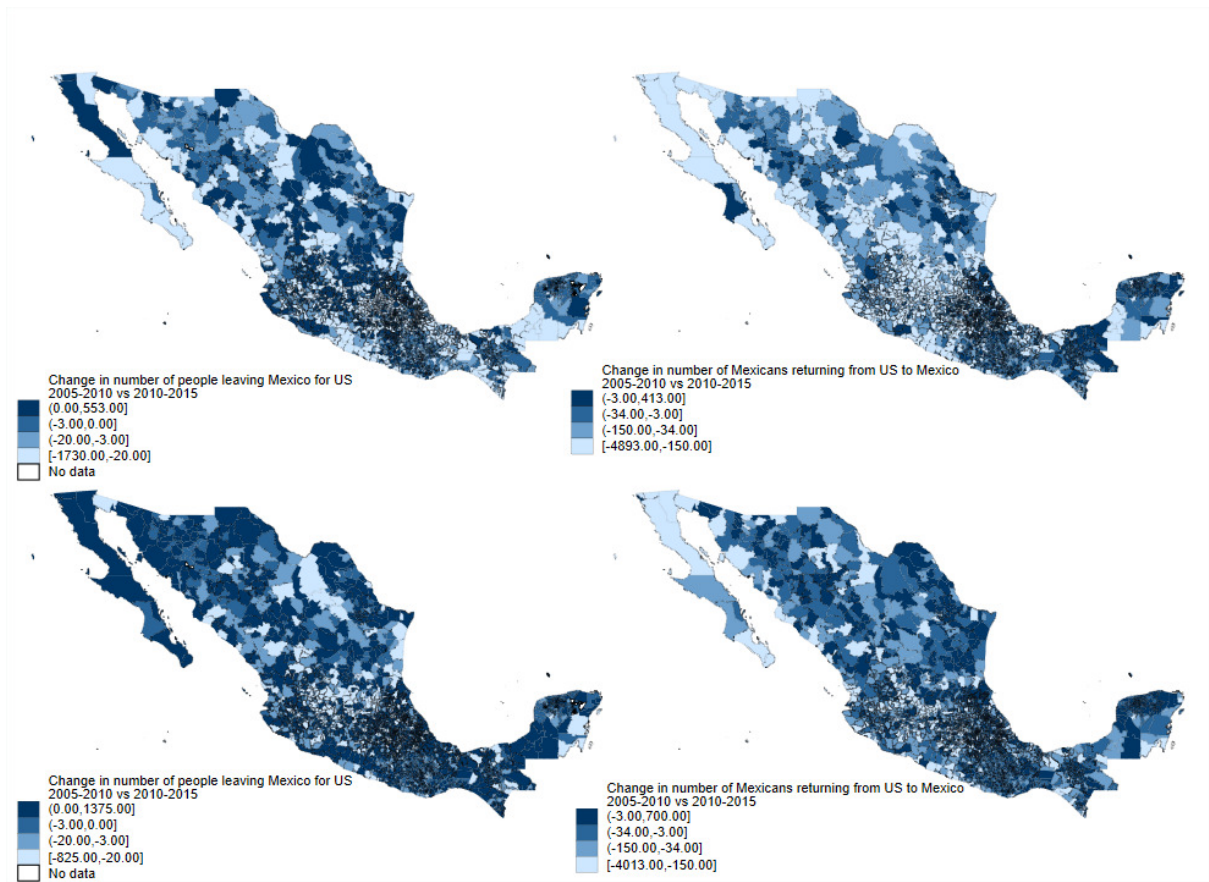 Change in number of people leaving Mexico for US
2005-2010 vs 2010-2015
(0.00,553.00]
(-3.00,0.00]
(-20.00,-3.00]
[-1730.00,-20.00]
No data
Change in number of Mexicans returning from US to Mexico
2005-2010 vs 2010-2015
(-3.00,413.00]
(-34.00,-3.00]
(-150.00,-34.00]
[-4893.00,-150.00]
Change in number of people leaving Mexico for US
2005-2010 vs 2010-2015
(0.00,1375.00]
(-3.00,0.00]
(-20.00,-3.00]
[-825.00,-20.00]
No data
Change in number of Mexicans returning from US to Mexico
2005-2010 vs 2010-2015
(-3.00,700.00]
(-34.00,-3.00]
(-150.00,-34.00]
[-4013.00,-150.00]